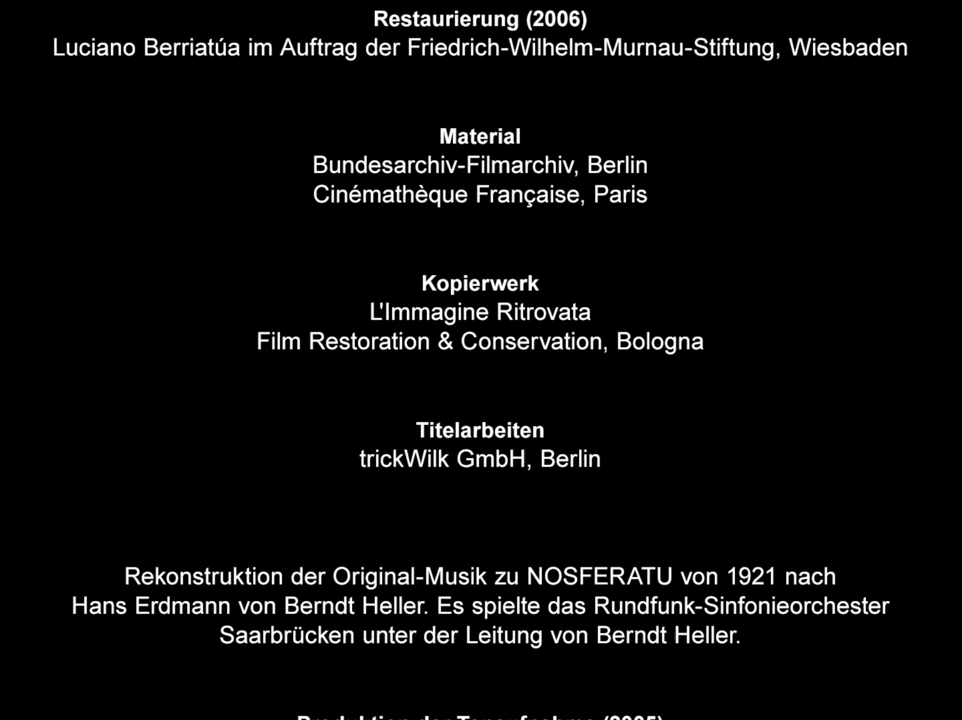 Restaurierung (2006)
Luciano Berriatúa im Auftrag der Friedrich-Wilhelm-Murnau-Stiftung, Wiesbaden
Material
Bundesarchiv-Filmarchiv, Berlin
Cinémathèque Française, Paris
Kopierwerk
L'Immagine Ritrovata
Film Restoration & Conservation, Bologna
Titelarbeiten
trickWilk GmbH, Berlin
Rekonstruktion der Original-Musik zu NOSFERATU von 1921 nach
Hans Erdmann von Berndt Heller. Es spielte das Rundfunk-Sinfonieorchester
Saarbrücken unter der Leitung von Berndt Heller.
Produktion der Tonaufnahme (2005)